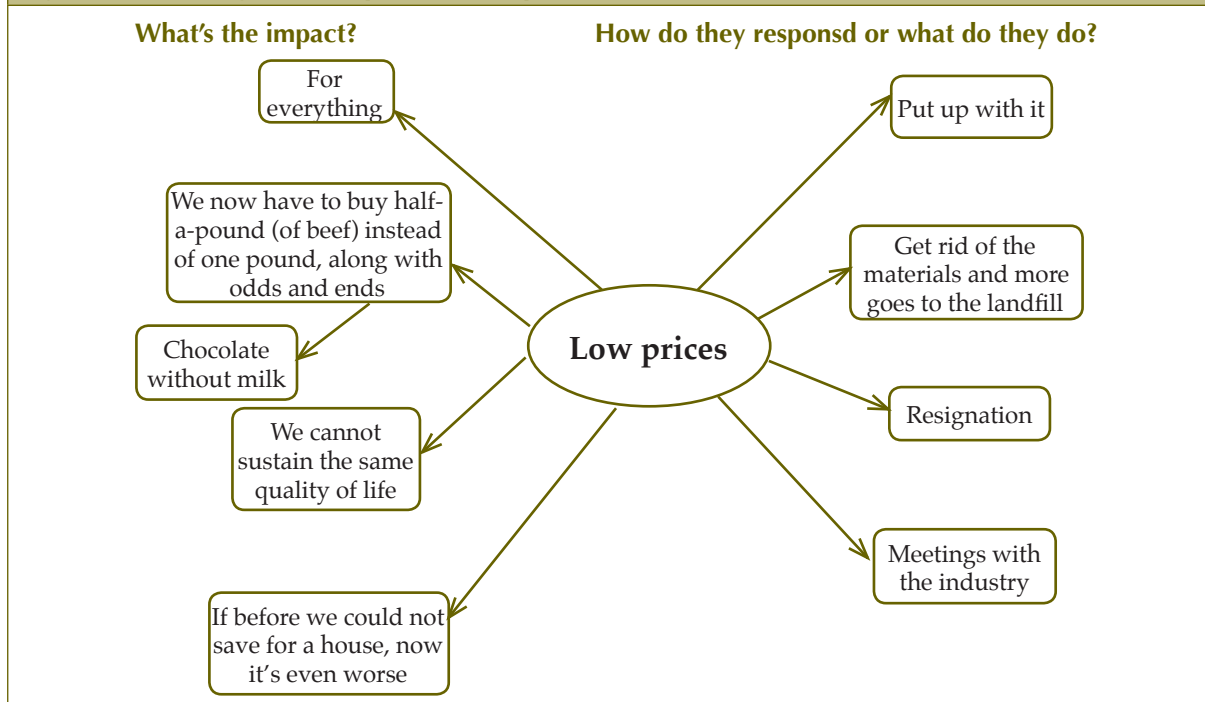 What's the impact?
How do they responsd or what do they do?
For
everything
We now have to buy half-
a-pound (of beef) instead
of one pound, along with
odds and ends
Chocolate
without milk
We cannot
sustain the same
quality of life
If before we could not
save for a house, now
it's even worse
Low prices
Put up with it
Get rid of the
materials and more
goes to the landfill
Resignation
Meetings with
the industry